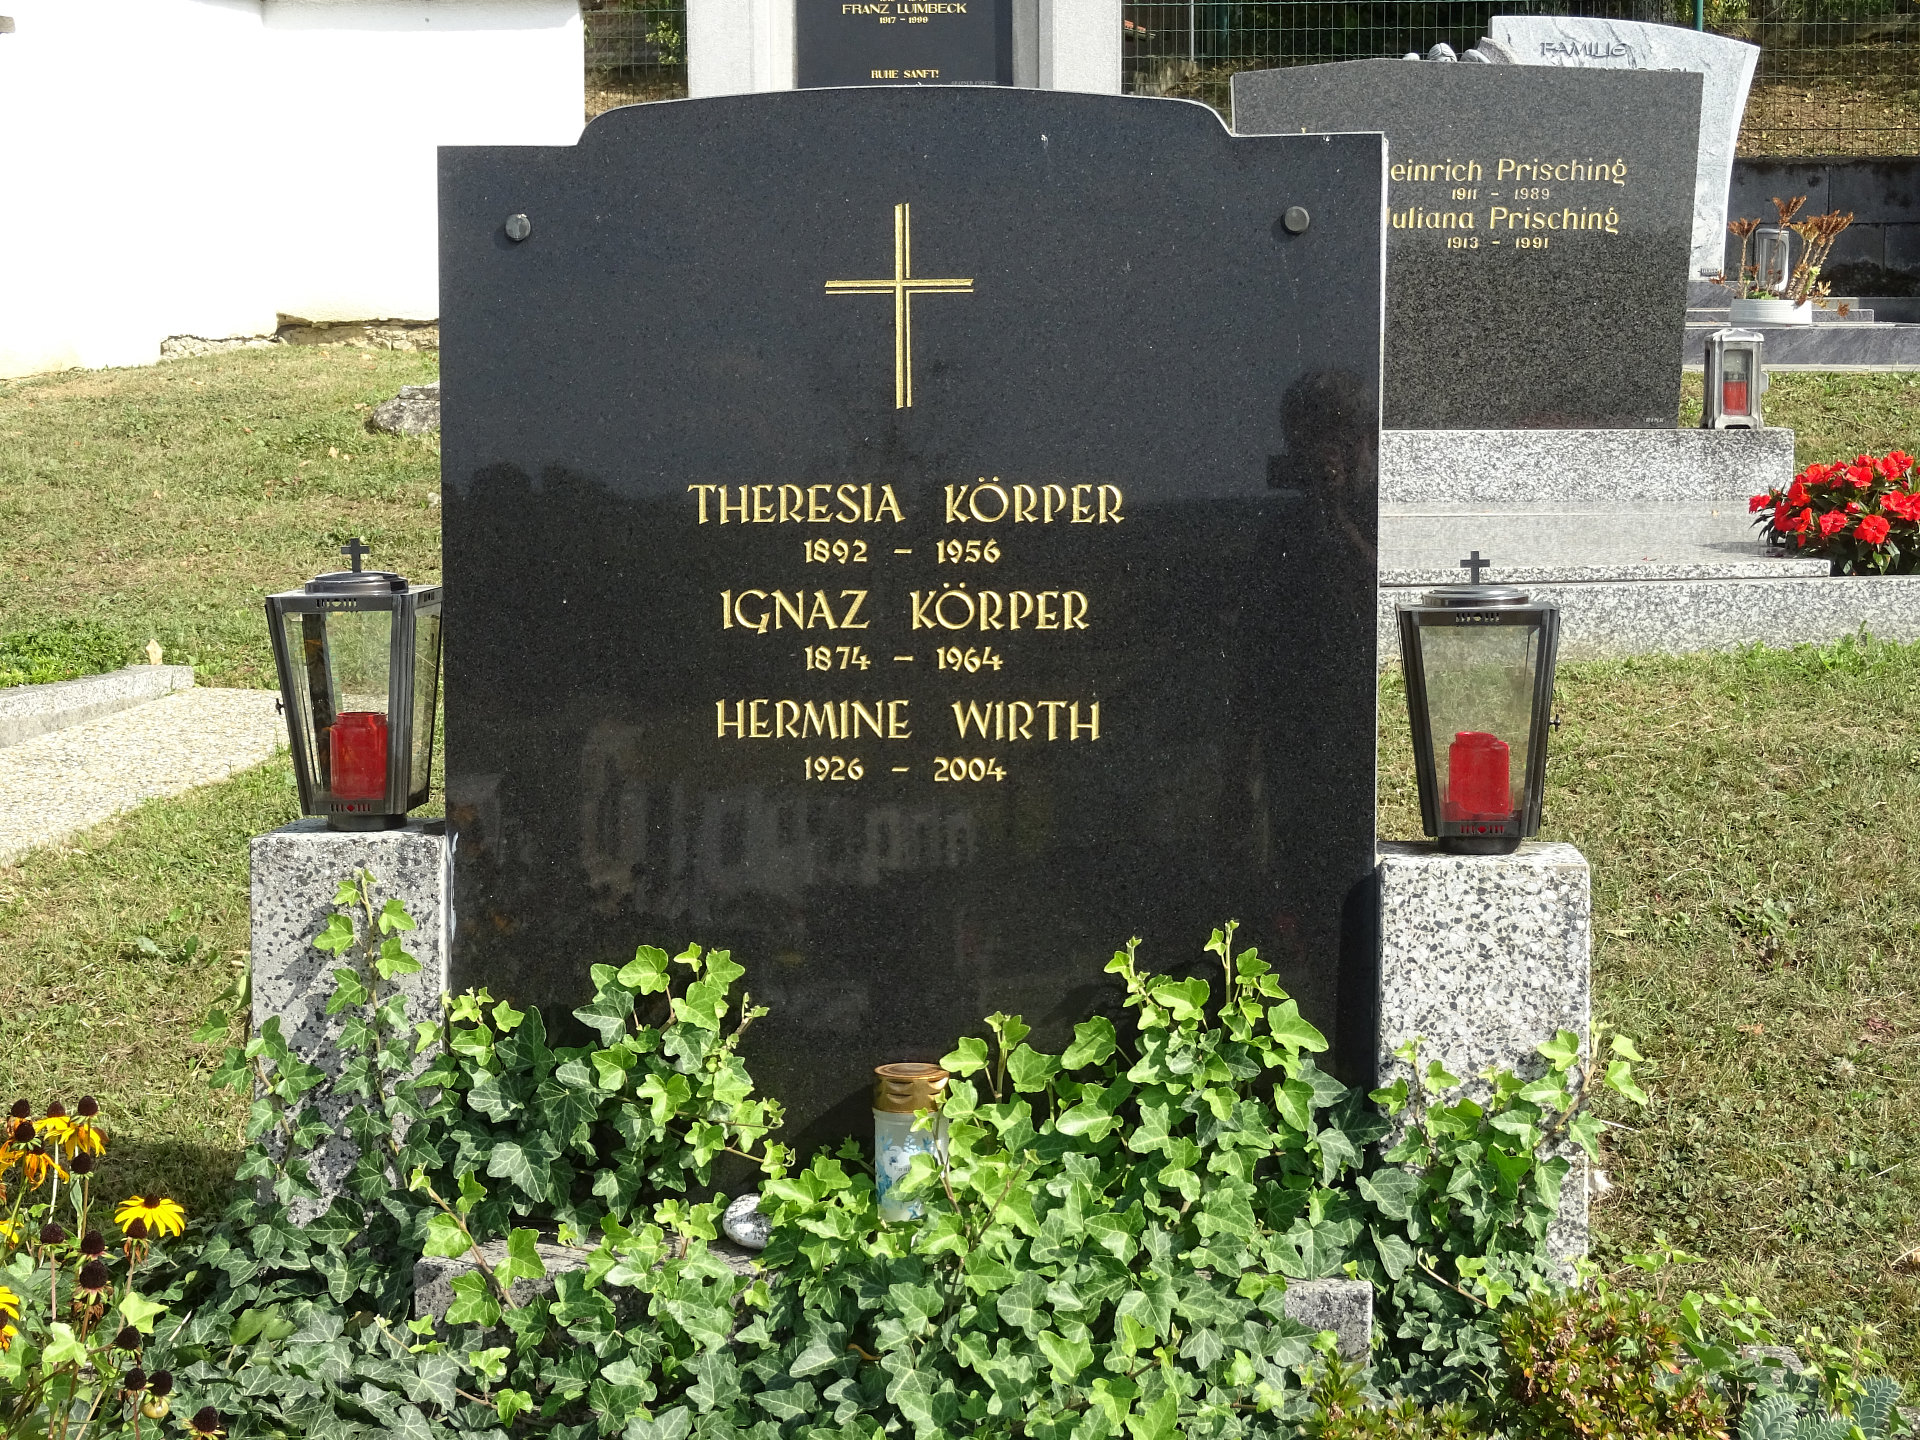 FRANZ LUMBECK
1917 - 1999
RUHE SANFT!
FAMILIE
einrich Prisching
1911 - 1989
Juliana Prisching
1913 - 1991
THERESIA KÖRPER
1892 - 1956
IGNAZ KÖRPER
1874 - 1964
HERMINE WIRTH
1926 - 2004